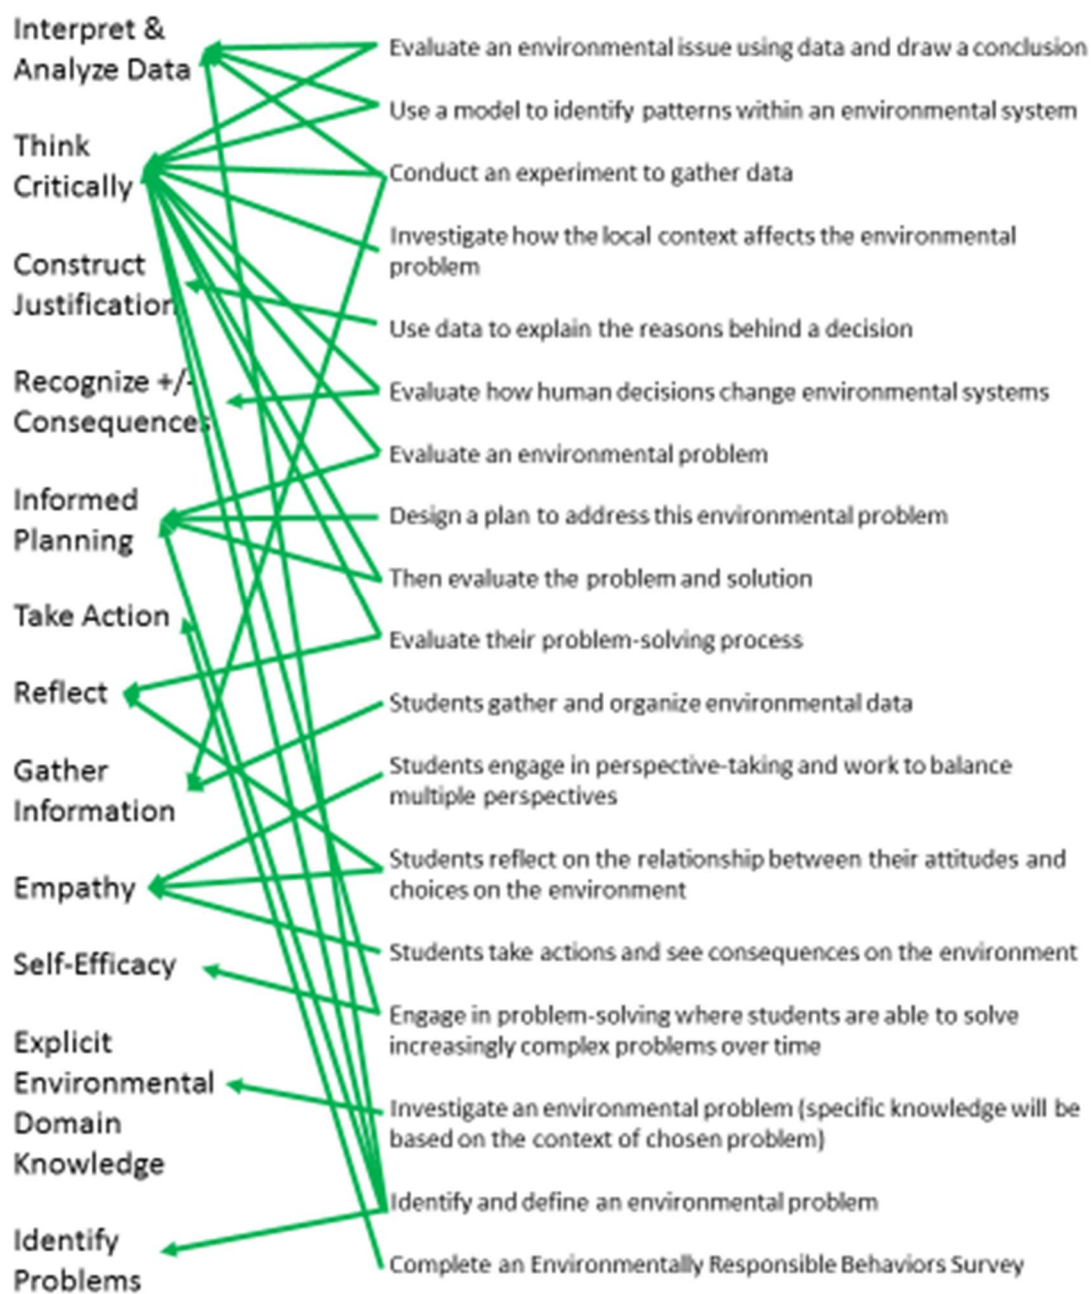 Interpret &
Analyze Data
Think
Critically
Construct
Justification
Recognize +/-
Consequences
Informed
Planning
Take Action
Reflect
Gather
Information
Empathy
Self-Efficacy
Explicit
Environmental
Domain
Knowledge
Identify
Problems
Evaluate an environmental issue using data and draw a conclusion
Use a model to identify patterns within an environmental system
Conduct an experiment to gather data
Investigate how the local context affects the environmental
problem
Use data to explain the reasons behind a decision
Evaluate how human decisions change environmental systems
Evaluate an environmental problem
Design a plan to address this environmental problem
Then evaluate the problem and solution
Evaluate their problem-solving process
Students gather and organize environmental data
Students engage in perspective-taking and work to balance
multiple perspectives
Students reflect on the relationship between their attitudes and
choices on the environment
Students take actions and see consequences on the environment
Engage in problem-solving where students are able to solve
increasingly complex problems over time
Investigate an environmental problem (specific knowledge will be
based on the context of chosen problem)
Identify and define an environmental problem
Complete an Environmentally Responsible Behaviors Survey